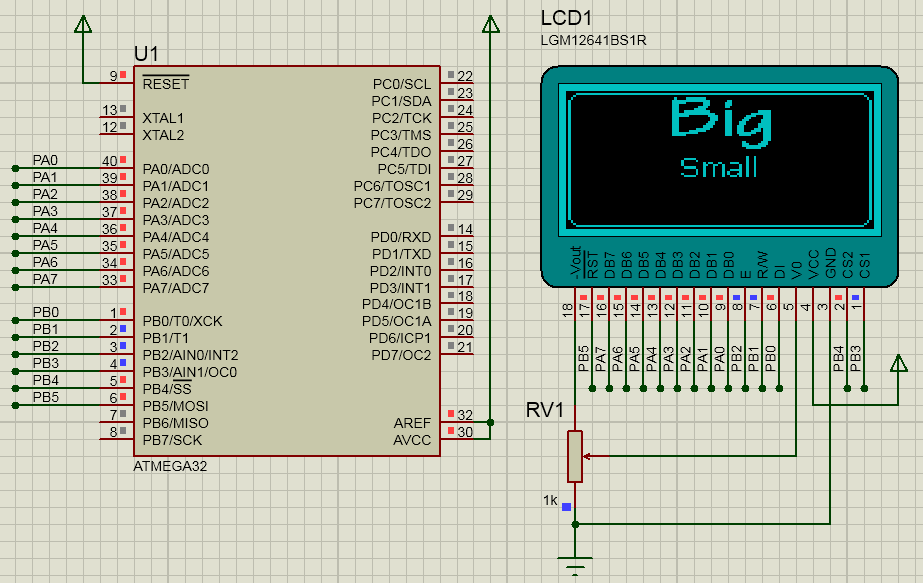 LCD1
LGM12641BS1R
U1
9 RESET
13 XTAL1
12 XTAL2
PA0 40 PA0/ADC0
PA1 39 PA1/ADC1
PA2 38 PA2/ADC2
PA3 37 PA3/ADC3
PA4 36 PA4/ADC4
PA5 35 PA5/ADC5
PA6 34 PA6/ADC6
PA7 33 PA7/ADC7
PB0 1 PB0/T0/XCK
PB1 2 PB1/T1
PB2 3 PB2/AIN0/INT2
PB3 4 PB3/AIN1/OC0
PB4 5 PB4/SS
PB5 6 PB5/MOSI
7 PB6/MISO
8 PB7/SCK
PC0/SCL 22
PC1/SDA 23
PC2/TCK 24
PC3/TMS 25
PC4/TDO 26
PC5/TDI 27
PC6/TOSC1 28
PC7/TOSC2 29
PD0/RXD 14
PD1/TXD 15
PD2/INT0 16
PD3/INT1 17
PD4/OC1B 18
PD5/OC1A 19
PD6/ICP1 20
PD7/OC2 21
AREF 32
AVCC 30
ATMEGA32
Big
Small
-Vout RST DB7 DB6 DB5 DB4 DB3 DB2 DB1 DB0 E R/W DI V0 VCC GND CS2 CS1
18 17 16 15 14 13 12 11 10 9 8 7 6 5 4 3 2 1
PB5 PA7 PA6 PA5 PA4 PA3 PA2 PA1 PA0 PB2 PB1 PB0 PB4 PB3
RV1
1k